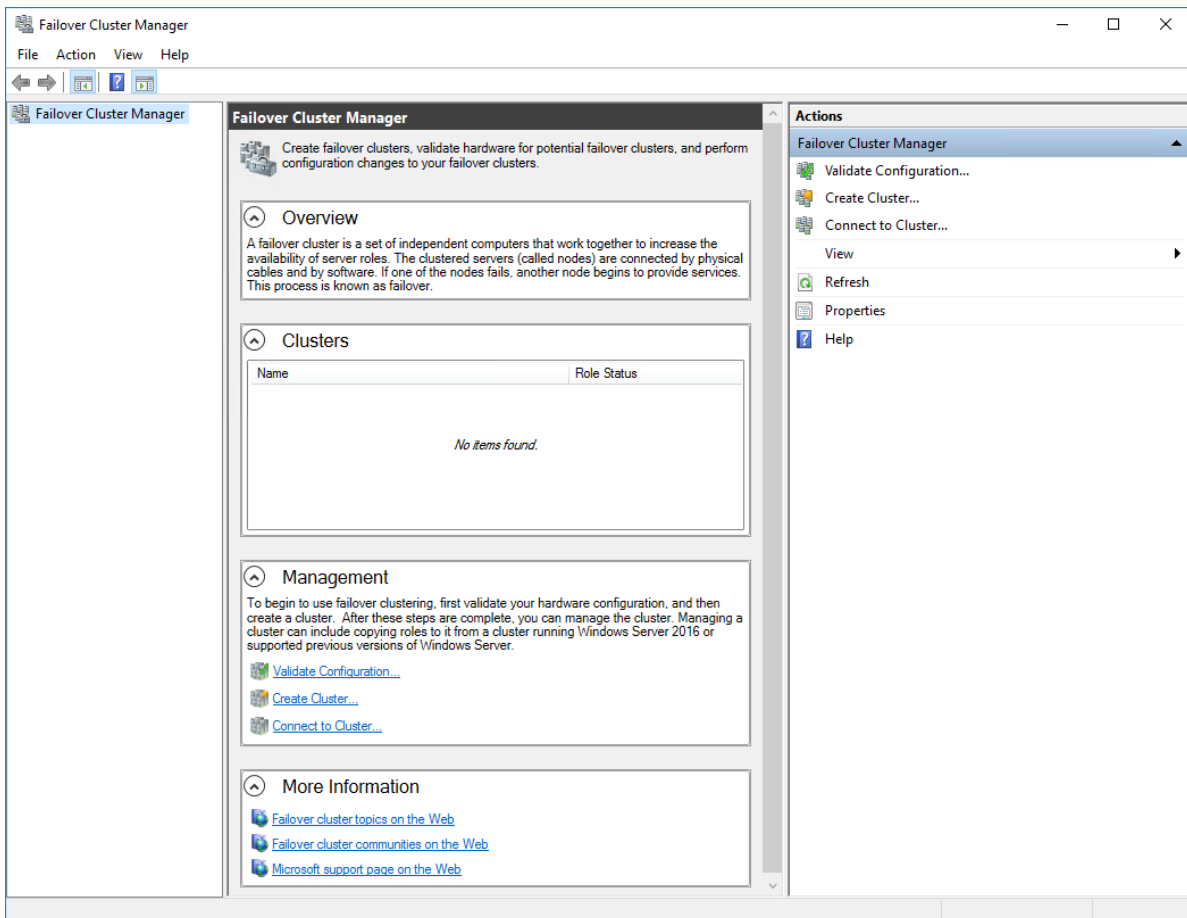 Failover Cluster Manager
File Action View Help
Failover Cluster Manager
Failover Cluster Manager
Create failover clusters, validate hardware for potential failover clusters, and perform
configuration changes to your failover clusters.
Overview
A failover cluster is a set of independent computers that work together to increase the
availability of server roles. The clustered servers (called nodes) are connected by physical
cables and by software. If one of the nodes fails, another node begins to provide services.
This process is known as failover.
Clusters
Name Role Status
No items found.
Management
To begin to use failover clustering, first validate your hardware configuration, and then
create a cluster. After these steps are complete, you can manage the cluster. Managing a
cluster can include copying roles to it from a cluster running Windows Server 2016 or
supported previous versions of Windows Server.
Validate Configuration...
Create Cluster...
Connect to Cluster...
More Information
Failover cluster topics on the Web
Failover cluster communities on the Web
Microsoft support page on the Web
Actions
Failover Cluster Manager
Validate Configuration...
Create Cluster...
Connect to Cluster...
View
Refresh
Properties
Help